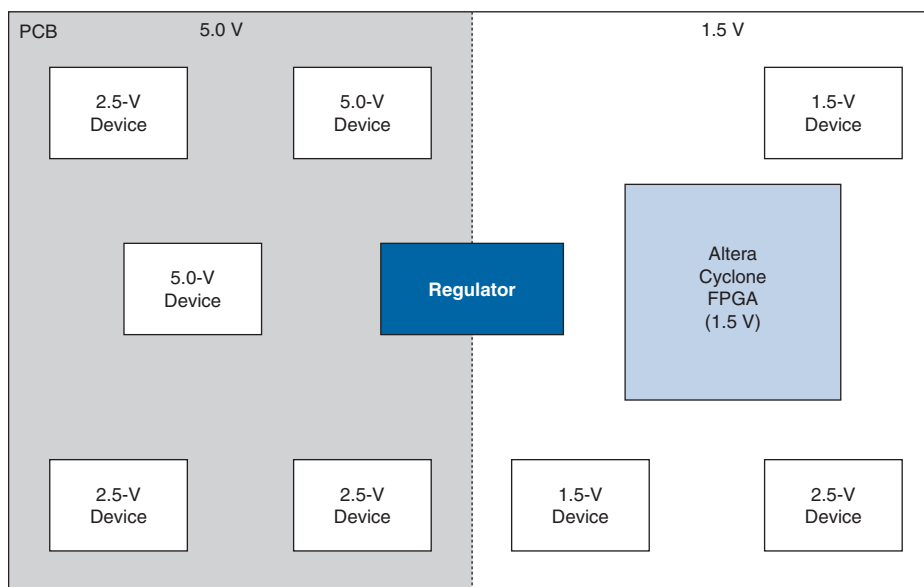 PCB
5.0 V
1.5 V
2.5-V
Device
5.0-V
Device
1.5-V
Device
5.0-V
Device
Regulator
Altera
Cyclone
FPGA
(1.5 V)
2.5-V
Device
2.5-V
Device
1.5-V
Device
2.5-V
Device